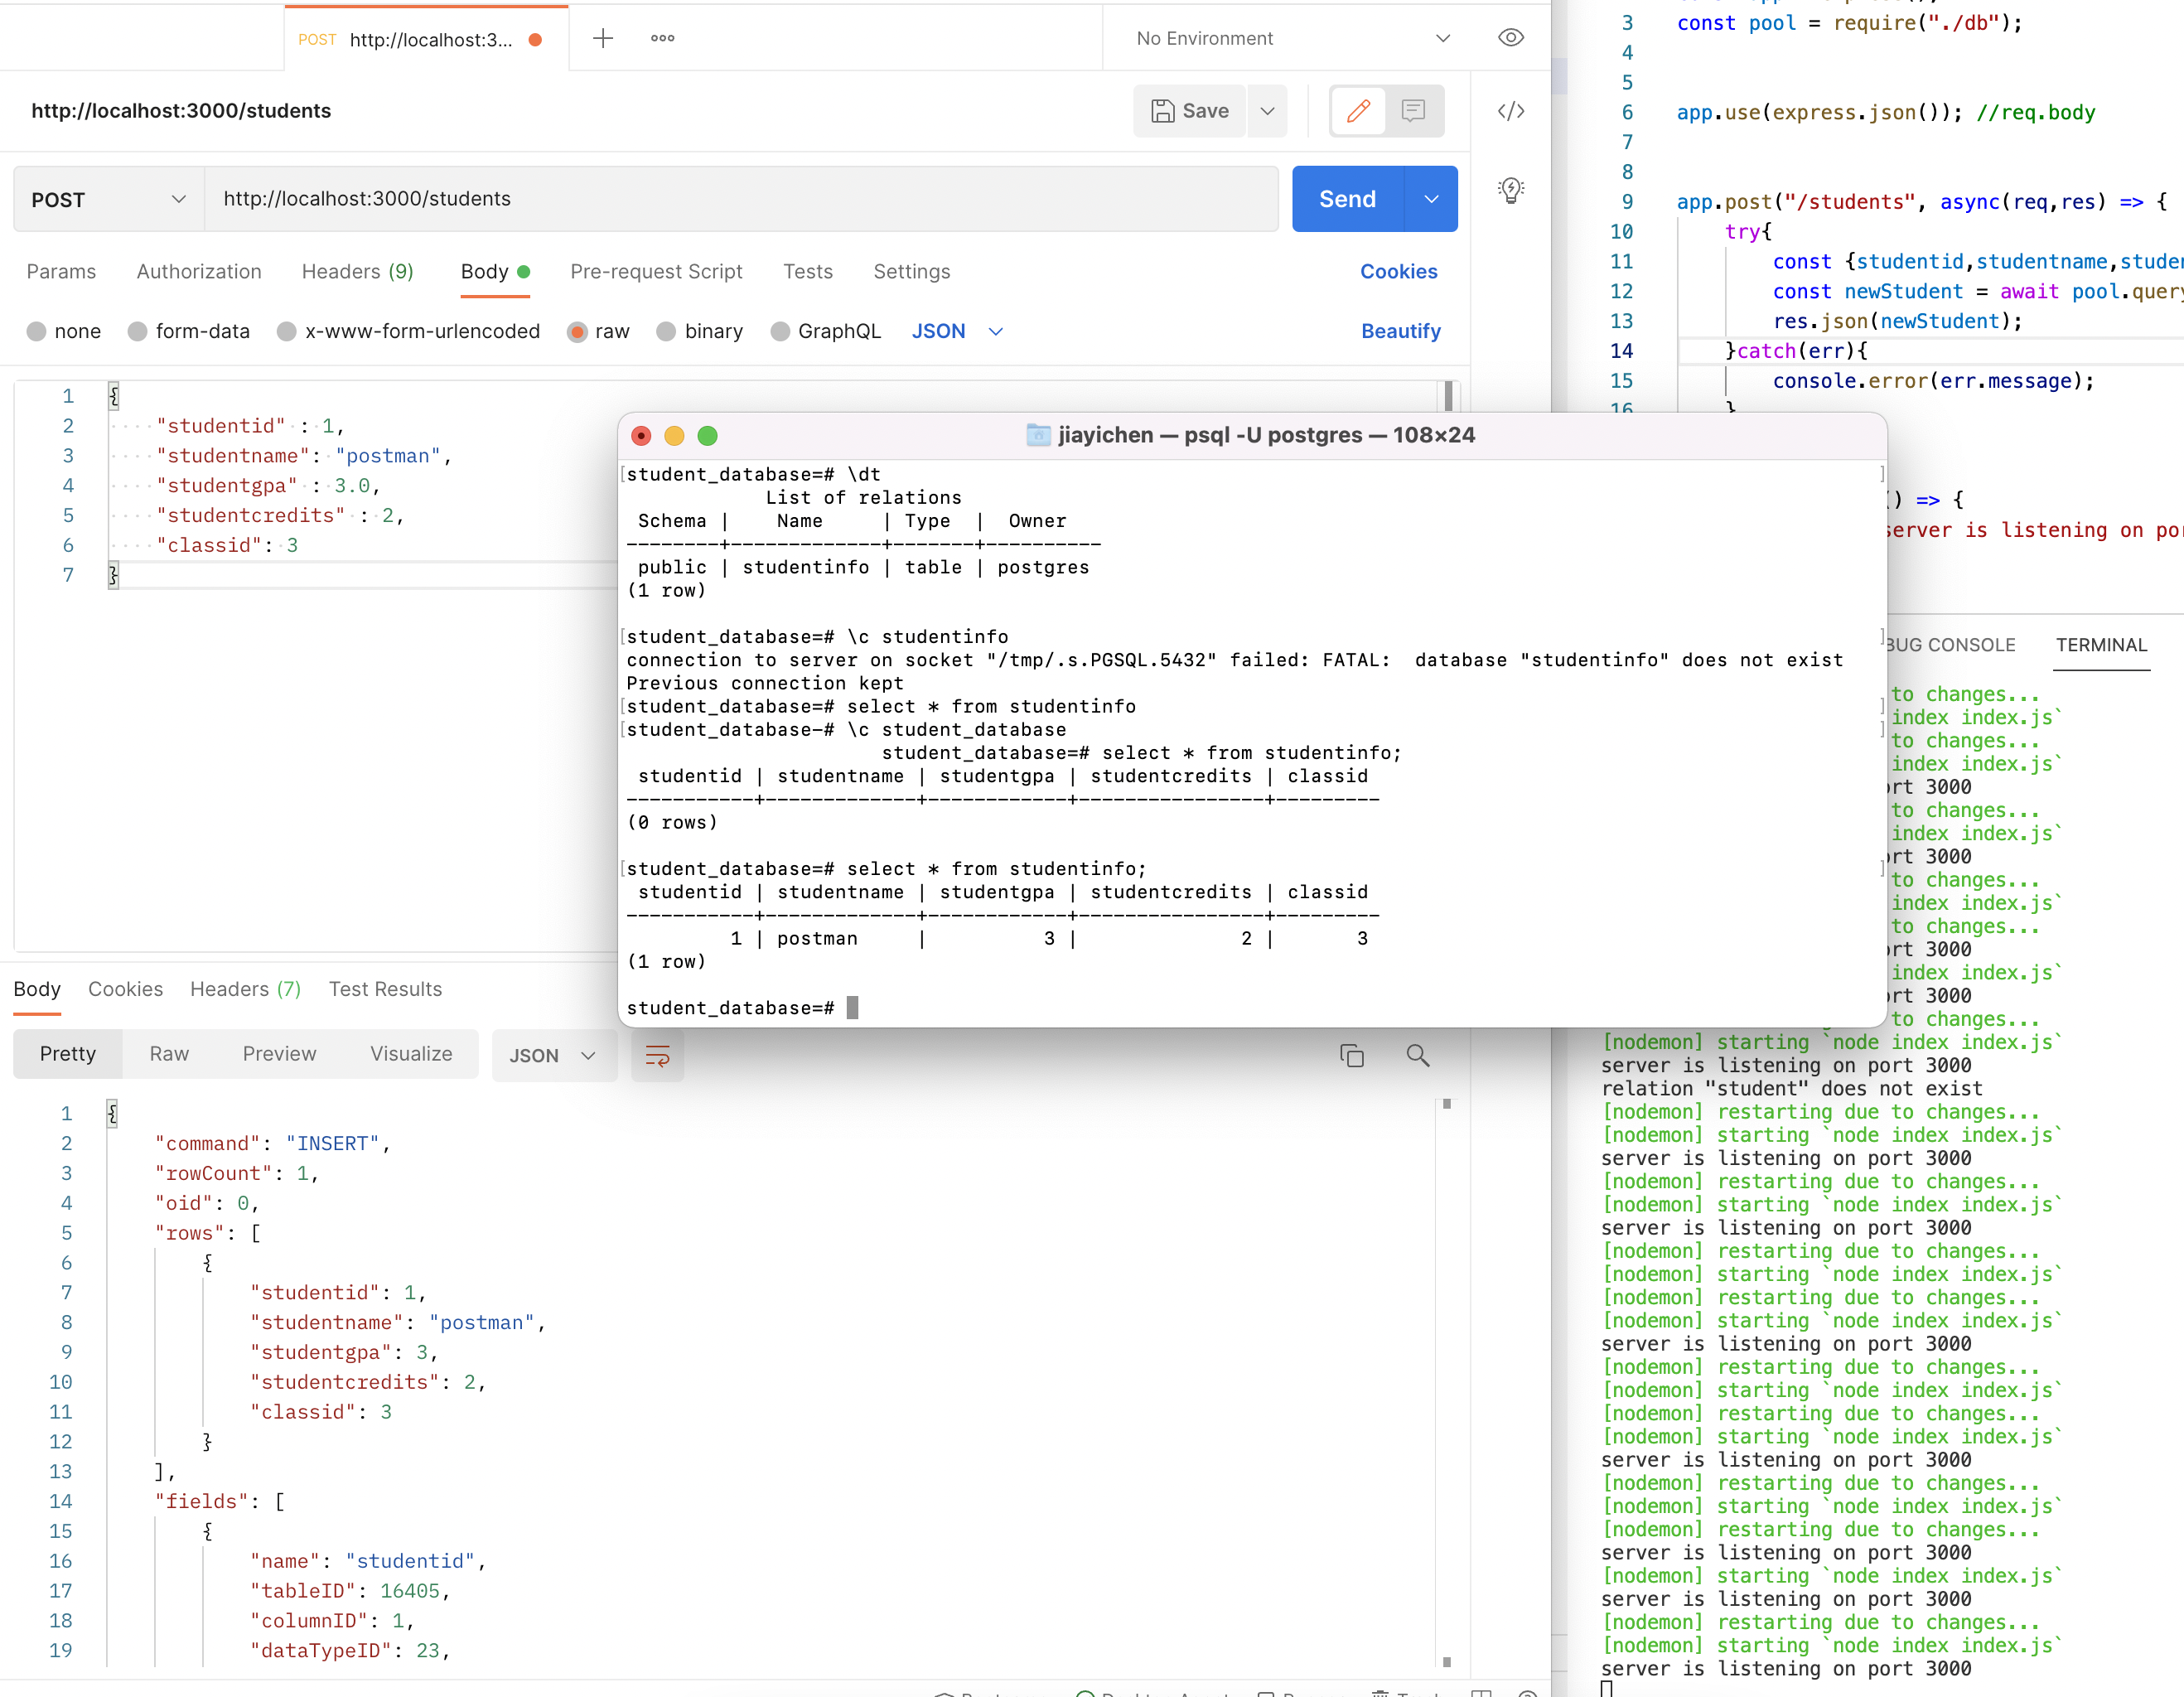 POST http://localhost:3...
No Environment
http://localhost:3000/students
Save
POST http://localhost:3000/students
Send
Params Authorization Headers (9) Body Pre-request Script Tests Settings Cookies
none form-data x-www-form-urlencoded raw binary GraphQL JSON Beautify
1 {
2 "studentid" : 1,
3 "studentname": "postman",
4 "studentgpa" : 3.0,
5 "studentcredits" : 2,
6 "classid": 3
7 }
Body Cookies Headers (7) Test Results
Pretty Raw Preview Visualize JSON
1 {
2 "command": "INSERT",
3 "rowCount": 1,
4 "oid": 0,
5 "rows": [
6 {
7 "studentid": 1,
8 "studentname": "postman",
9 "studentgpa": 3,
10 "studentcredits": 2,
11 "classid": 3
12 }
13 ],
14 "fields": [
15 {
16 "name": "studentid",
17 "tableID": 16405,
18 "columnID": 1,
19 "dataTypeID": 23,
jiayichen — psql -U postgres — 108×24
student_database=# \dt
List of relations
Schema | Name | Type | Owner
--------+-------------+-------+----------
public | studentinfo | table | postgres
(1 row)
student_database=# \c studentinfo
connection to server on socket "/tmp/.s.PGSQL.5432" failed: FATAL:  database "studentinfo" does not exist
Previous connection kept
student_database=# select * from studentinfo
student_database-# \c student_database
student_database=# select * from studentinfo;
studentid | studentname | studentgpa | studentcredits | classid
-----------+-------------+------------+----------------+---------
(0 rows)
student_database=# select * from studentinfo;
studentid | studentname | studentgpa | studentcredits | classid
-----------+-------------+------------+----------------+---------
1 | postman | 3 | 2 | 3
(1 row)
student_database=#
3 const pool = require("./db");
4
5
6 app.use(express.json()); //req.body
7
8
9 app.post("/students", async(req,res) => {
10 try{
11 const {studentid,studentname,studen
12 const newStudent = await pool.query
13 res.json(newStudent);
14 }catch(err){
15 console.error(err.message);
16 }
() => {
server is listening on por
BUG CONSOLE TERMINAL
to changes...
index index.js`
to changes...
index index.js`
ort 3000
to changes...
index index.js`
ort 3000
to changes...
index index.js`
to changes...
ort 3000
index index.js`
ort 3000
to changes...
[nodemon] starting `node index index.js`
server is listening on port 3000
relation "student" does not exist
[nodemon] restarting due to changes...
[nodemon] starting `node index index.js`
server is listening on port 3000
[nodemon] restarting due to changes...
[nodemon] starting `node index index.js`
server is listening on port 3000
[nodemon] restarting due to changes...
[nodemon] starting `node index index.js`
[nodemon] restarting due to changes...
[nodemon] starting `node index index.js`
server is listening on port 3000
[nodemon] restarting due to changes...
[nodemon] starting `node index index.js`
[nodemon] restarting due to changes...
[nodemon] starting `node index index.js`
server is listening on port 3000
[nodemon] restarting due to changes...
[nodemon] starting `node index index.js`
[nodemon] restarting due to changes...
server is listening on port 3000
[nodemon] starting `node index index.js`
server is listening on port 3000
[nodemon] restarting due to changes...
[nodemon] starting `node index index.js`
server is listening on port 3000